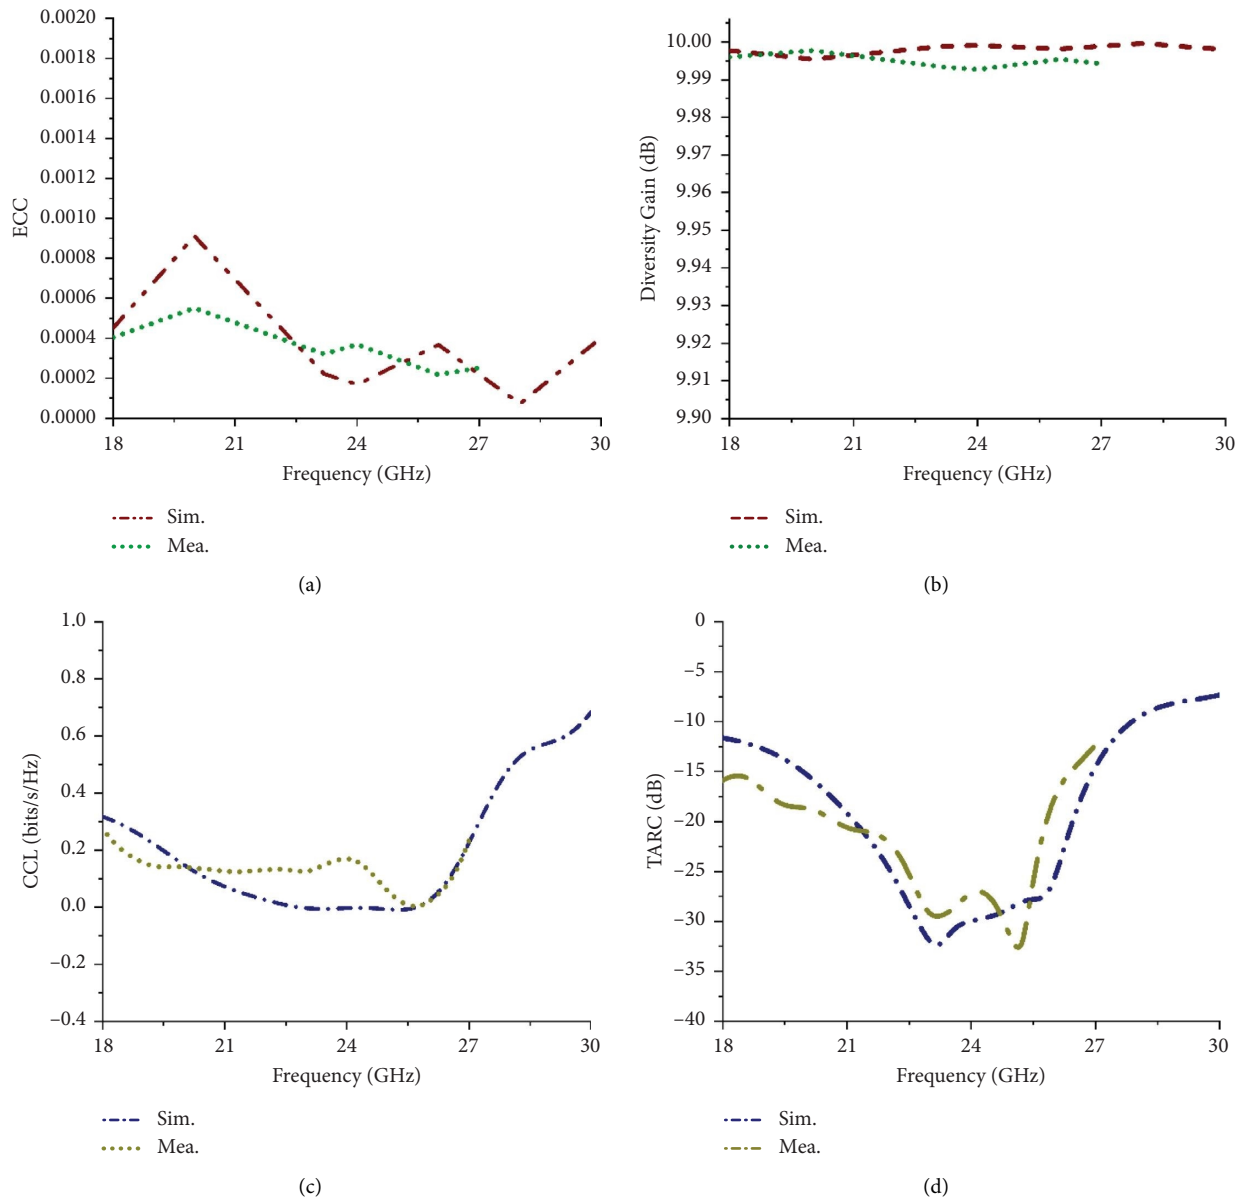 0.0020
0.0018
0.0016
0.0014
0.0012
0.0010
0.0008
0.0006
0.0004
0.0002
0.0000
ECC
18 21 24 27 30
Frequency (GHz)
Sim.
Mea.
(a)
10.00
9.99
9.98
9.97
9.96
9.95
9.94
9.93
9.92
9.91
9.90
Diversity Gain (dB)
18 21 24 27 30
Frequency (GHz)
Sim.
Mea.
(b)
1.0
0.8
0.6
0.4
0.2
0.0
−0.2
−0.4
CCL (bits/s/Hz)
18 21 24 27 30
Frequency (GHz)
Sim.
Mea.
(c)
0
−5
−10
−15
−20
−25
−30
−35
−40
TARC (dB)
18 21 24 27 30
Frequency (GHz)
Sim.
Mea.
(d)